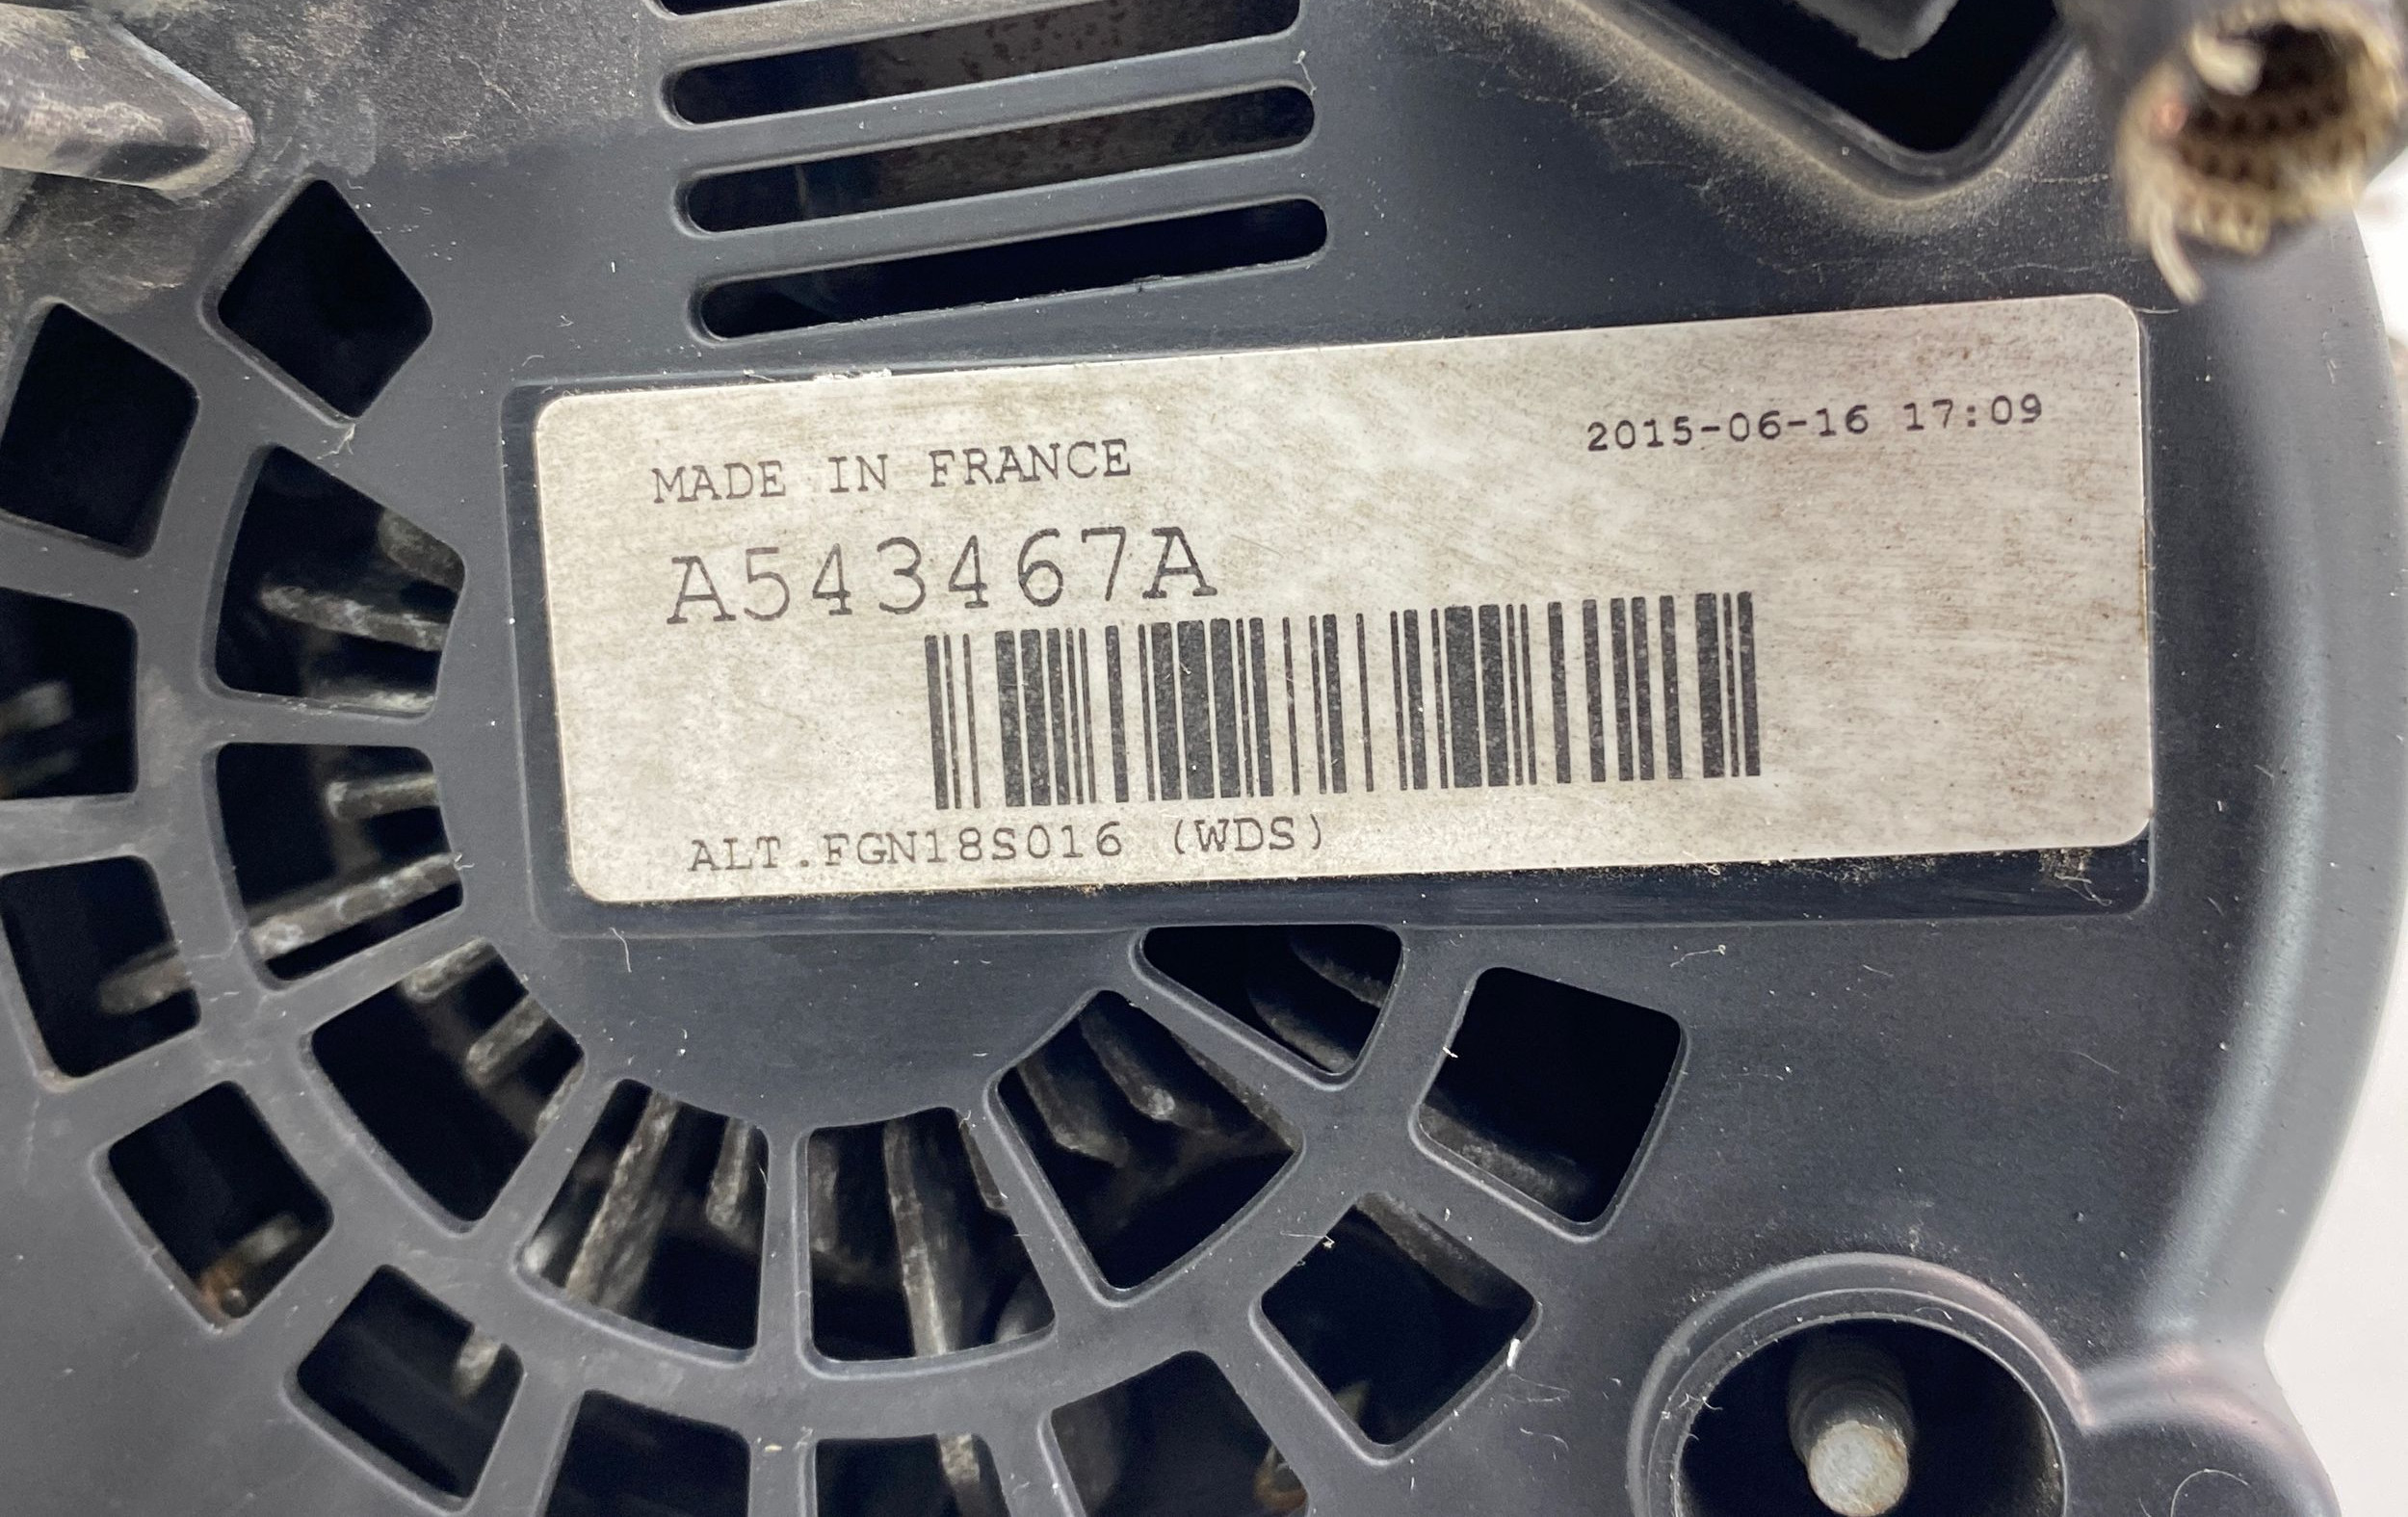 2015-06-16 17:09
MADE IN FRANCE
A543467A
ALT.FGN18S016 (WDS)